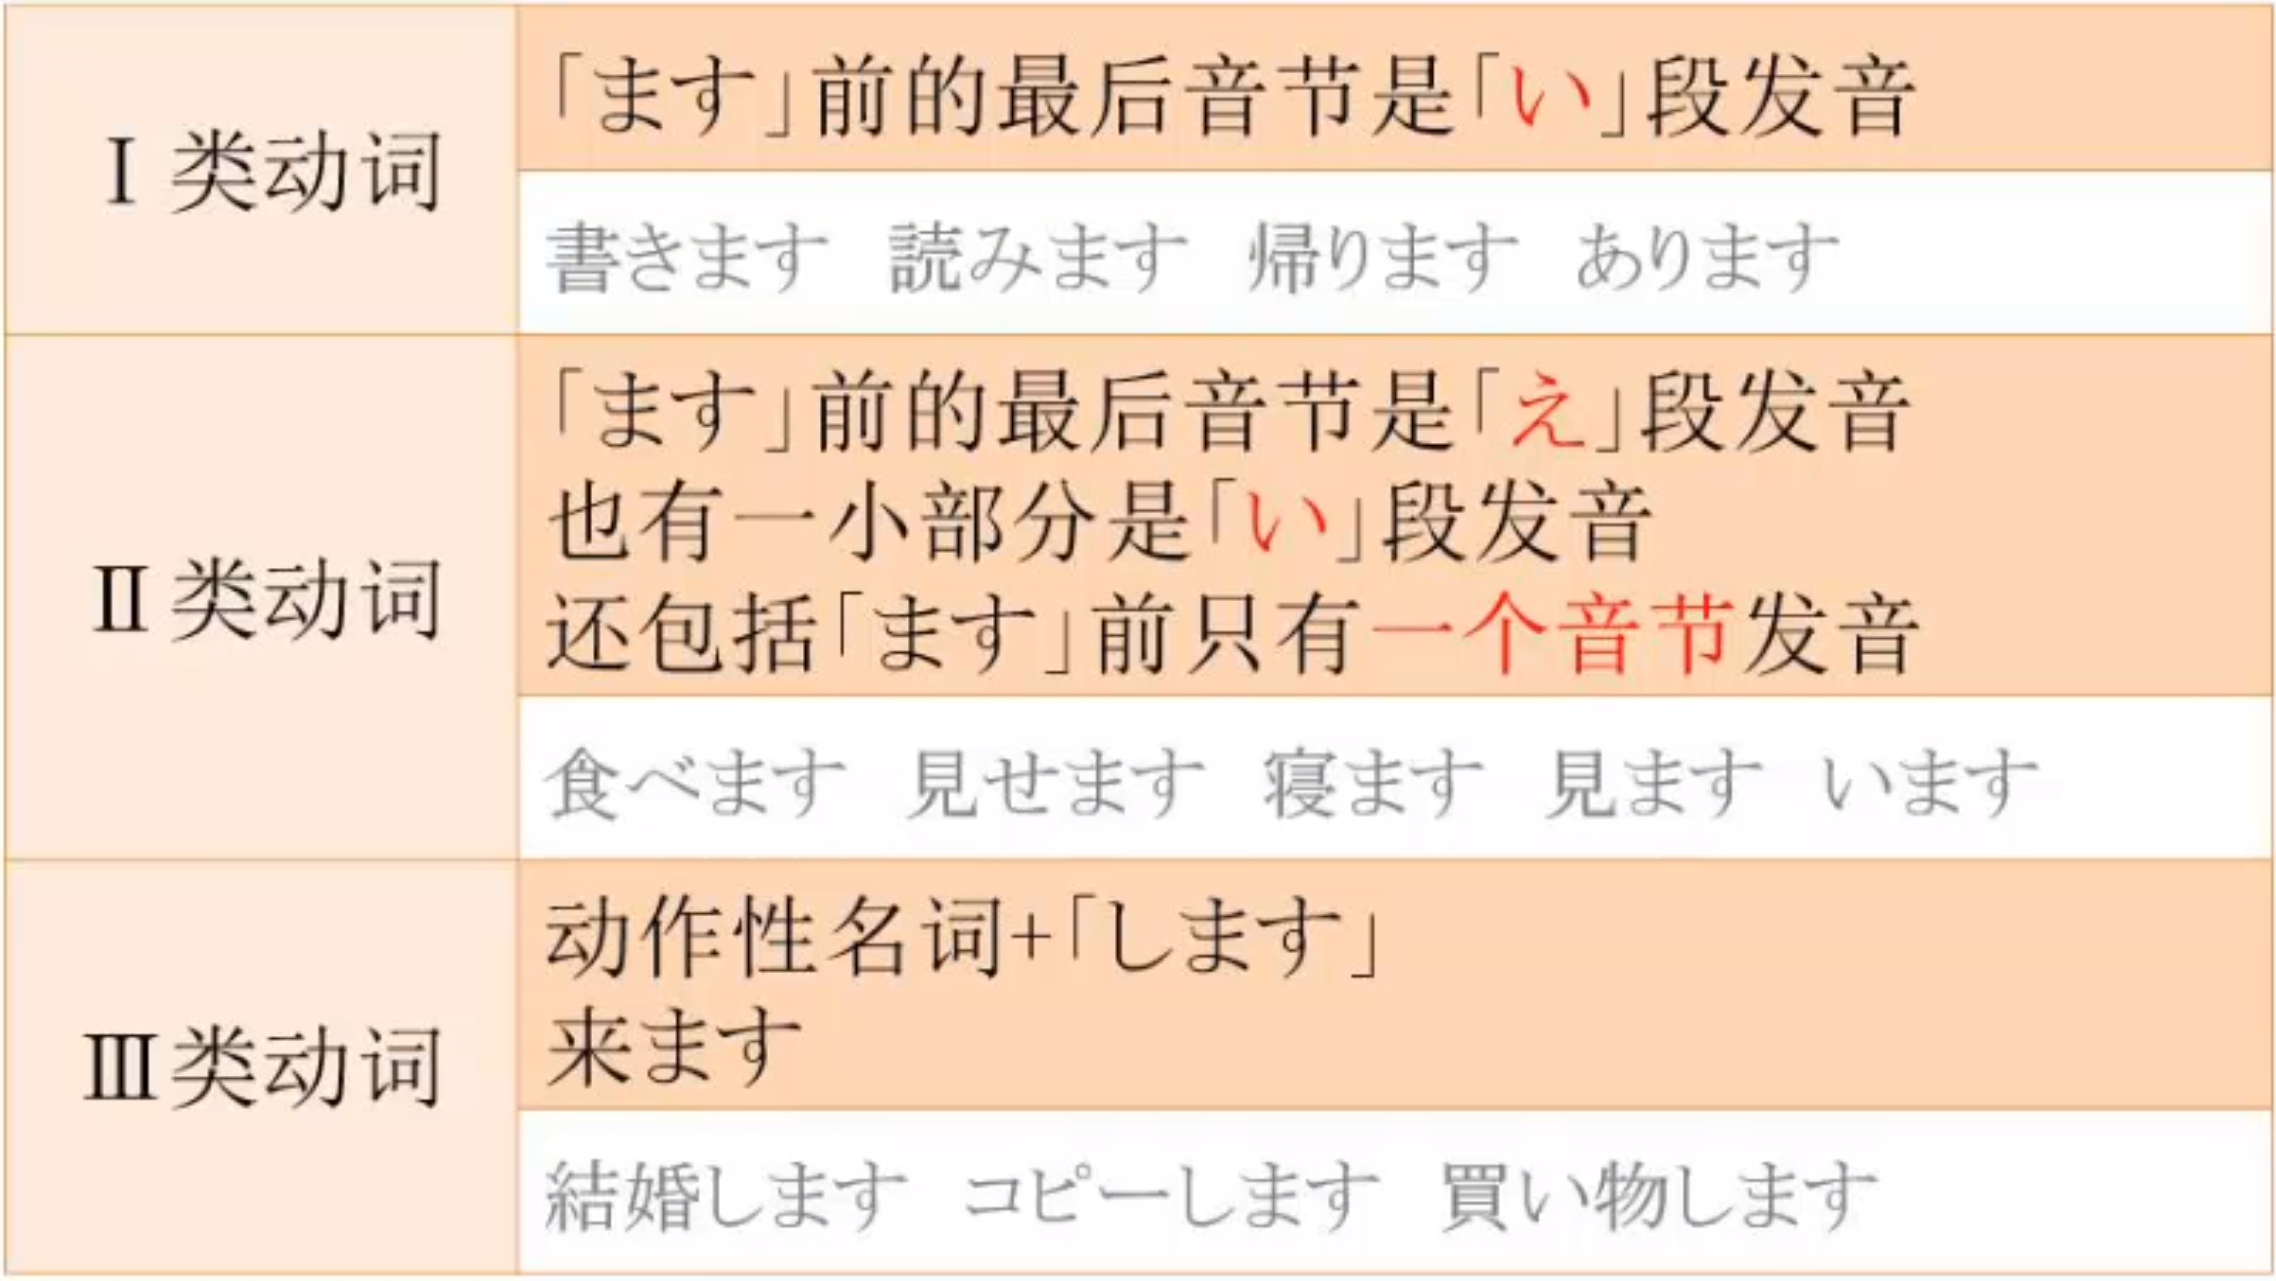 Ⅰ类动词
「ます」前的最后音节是「い」段发音
書きます 読みます 帰ります あります
Ⅱ类动词
「ます」前的最后音节是「え」段发音
也有一小部分是「い」段发音
还包括「ます」前只有一个音节发音
食べます 見せます 寝ます 見ます います
Ⅲ类动词
动作性名词+「します」
来ます
結婚します コピーします 買い物します